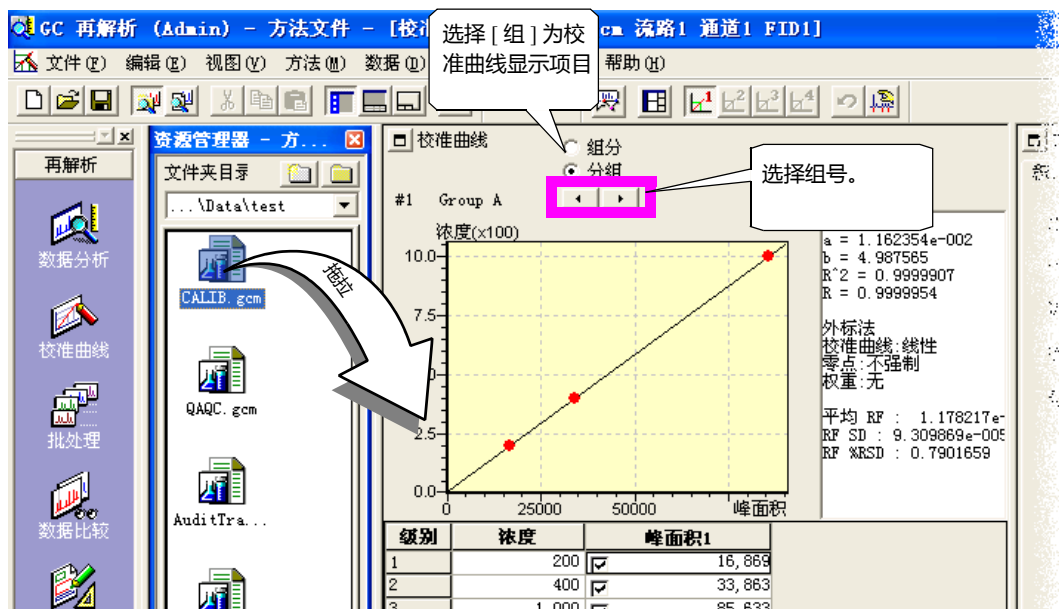 GC 再解析 (Admin) - 方法文件 - [校
cm 流路1 通道1 FID1]
选择 [ 组 ] 为校
准曲线显示项目
文件(F) 编辑(E) 视图(V) 方法(M) 数据(D)
帮助(H)
再解析
数据分析
校准曲线
批处理
数据比较
资源管理器 - 方...
文件夹目录
...\Data\test
CALIB.gcm
QAQC.gcm
AuditTra...
拖拉
校准曲线
组分
分组
选择组号。
#1 Group A
浓度(x100)
10.0
7.5
2.5
0.0
0 25000 50000 峰面积
a = 1.162354e-002
b = 4.987565
R^2 = 0.9999907
R = 0.9999954
外标法
校准曲线:线性
零点:不强制
权重:无
平均 RF : 1.178217e-
RF SD : 9.309869e-005
RF %RSD : 0.7901659
级别 浓度 峰面积1
1 200 16,869
2 400 33,863
3 1,000 85,633